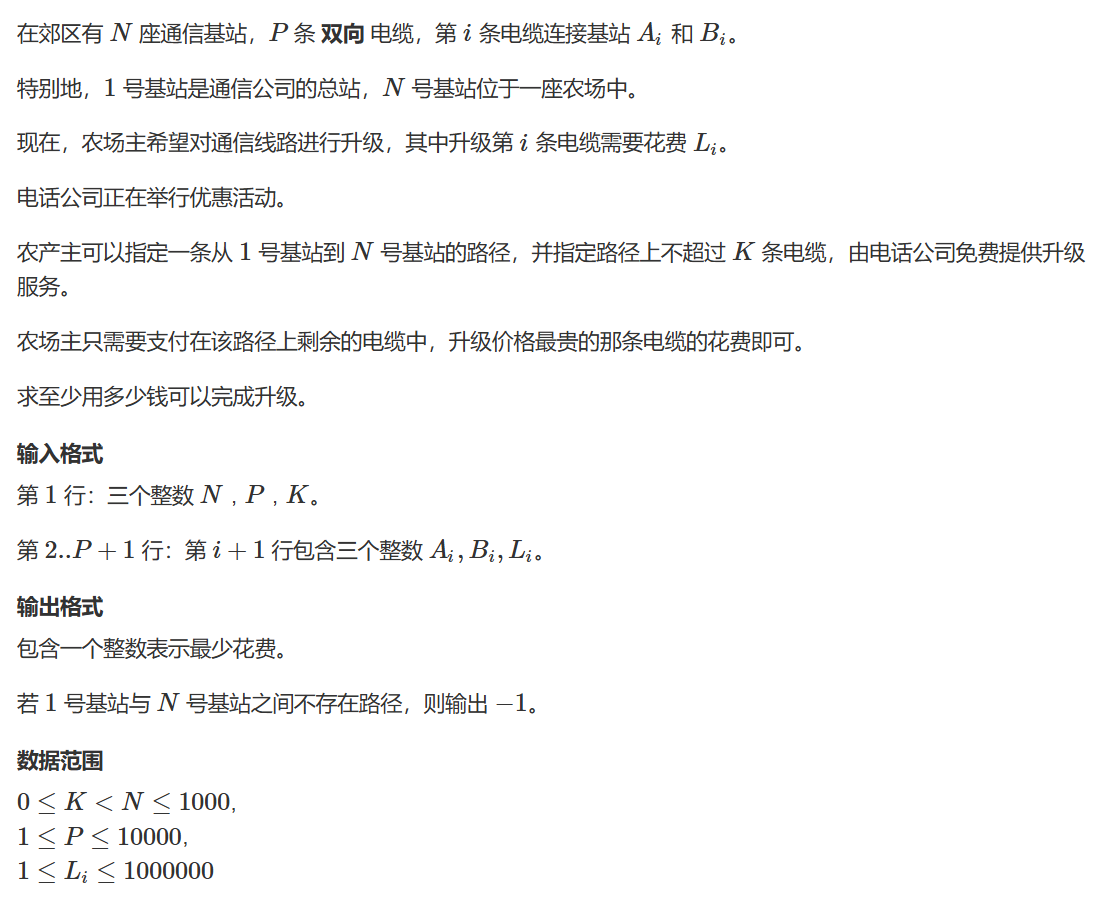 在郊区有 N 座通信基站，P 条 双向 电缆，第 i 条电缆连接基站 A_i 和 B_i。
特别地，1 号基站是通信公司的总站，N 号基站位于一座农场中。
现在，农场主希望对通信线路进行升级，其中升级第 i 条电缆需要花费 L_i。
电话公司正在举行优惠活动。
农产主可以指定一条从 1 号基站到 N 号基站的路径，并指定路径上不超过 K 条电缆，由电话公司免费提供升级
服务。
农场主只需要支付在该路径上剩余的电缆中，升级价格最贵的那条电缆的花费即可。
求至少用多少钱可以完成升级。
输入格式
第 1 行：三个整数 N，P，K。
第 2..P + 1 行：第 i + 1 行包含三个整数 A_i, B_i, L_i。
输出格式
包含一个整数表示最少花费。
若 1 号基站与 N 号基站之间不存在路径，则输出 −1。
数据范围
0 ≤ K < N ≤ 1000,
1 ≤ P ≤ 10000,
1 ≤ L_i ≤ 1000000